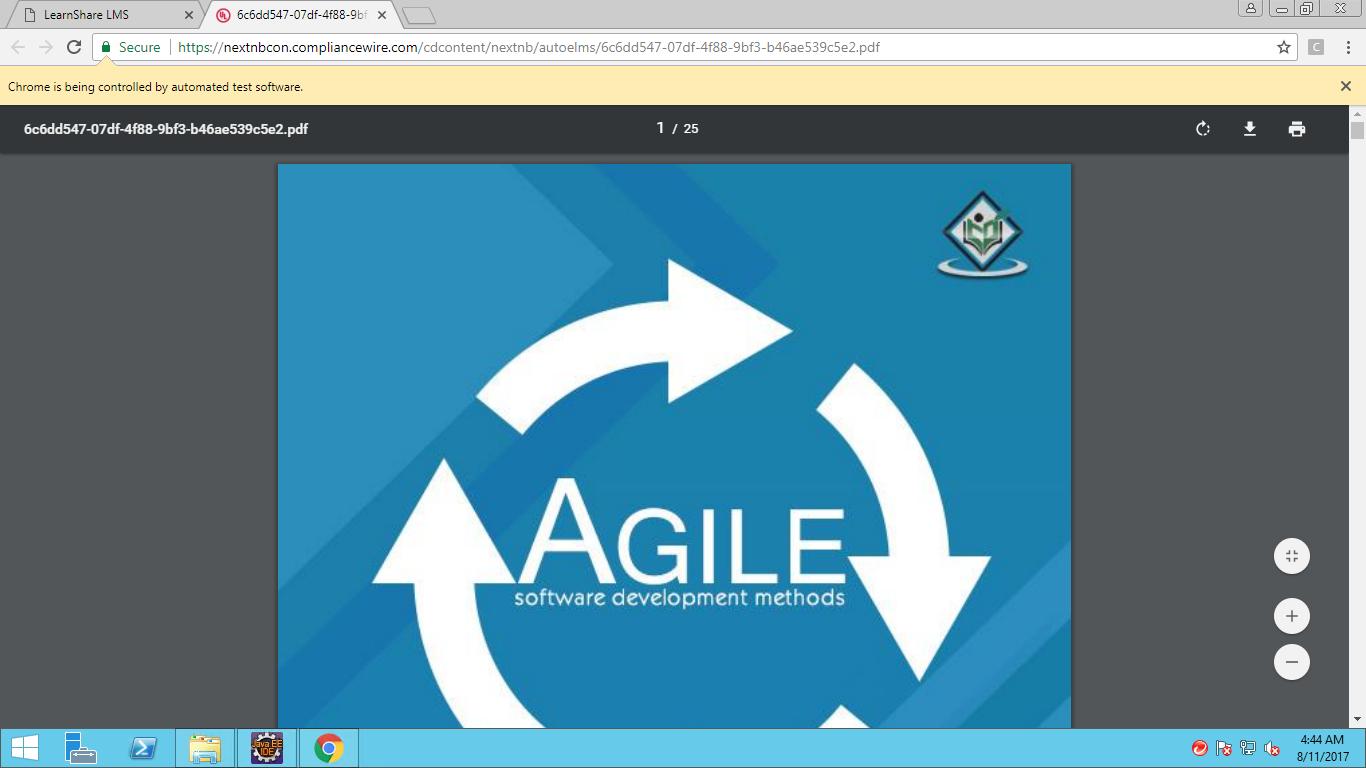 LearnShare LMS
6c6dd547-07df-4f88-9bf
Secure
https://nextnbcon.compliancewire.com/cdcontent/nextnb/autoelms/6c6dd547-07df-4f88-9bf3-b46ae539c5e2.pdf
C
Chrome is being controlled by automated test software.
6c6dd547-07df-4f88-9bf3-b46ae539c5e2.pdf
1 / 25
AGILE
software development methods
Java EE
IDE
4:44 AM
8/11/2017